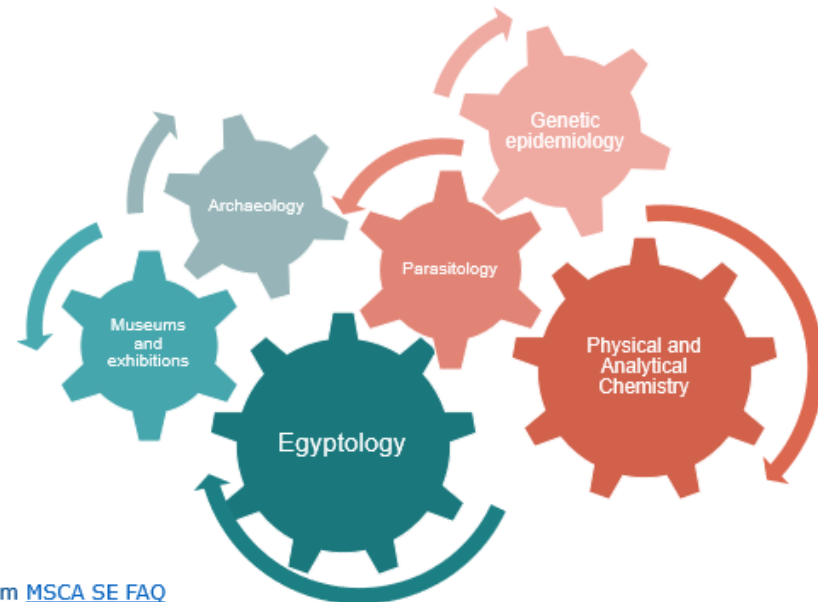 Genetic
epidemiology
Archaeology
Parasitology
Museums
and
exhibitions
Physical and
Analytical
Chemistry
Egyptology
m MSCA SE FAQ